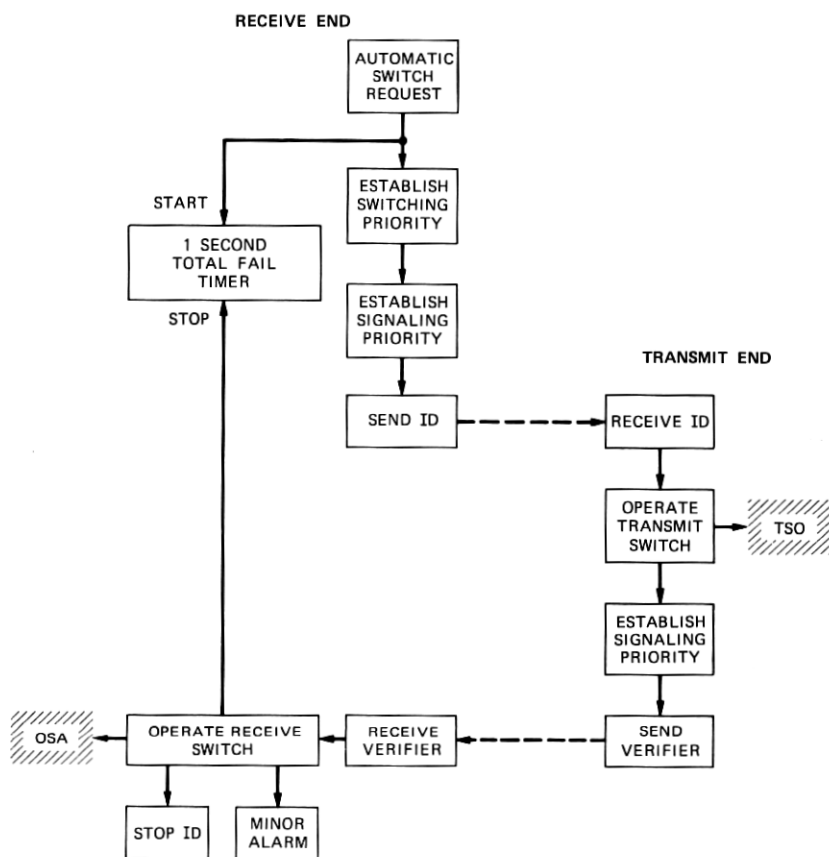 RECEIVE END
AUTOMATIC
SWITCH
REQUEST
START
ESTABLISH
SWITCHING
PRIORITY
1 SECOND
TOTAL FAIL
TIMER
STOP
ESTABLISH
SIGNALING
PRIORITY
TRANSMIT END
SEND ID
RECEIVE ID
OPERATE
TRANSMIT
SWITCH
TSO
ESTABLISH
SIGNALING
PRIORITY
OSA
OPERATE RECEIVE
SWITCH
RECEIVE
VERIFIER
SEND
VERIFIER
STOP ID
MINOR
ALARM